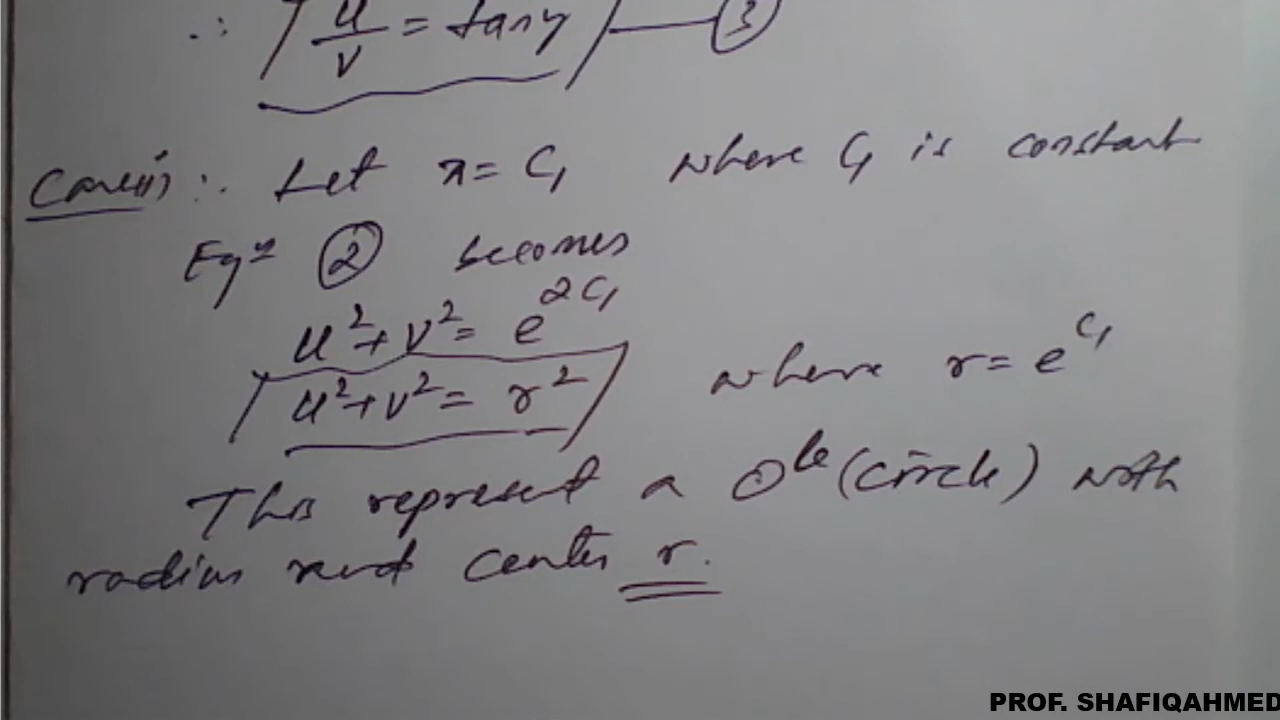 ∴ u/v = tan y — ③
Case(i) :. Let x = C₁ where C₁ is constant
Eqⁿ ② becomes
u² + v² = e^{2C₁}
u² + v² = r² where r = e^{C₁}
This represent a ⊙le (circle) with
radius and center r.
PROF. SHAFIQAHMED